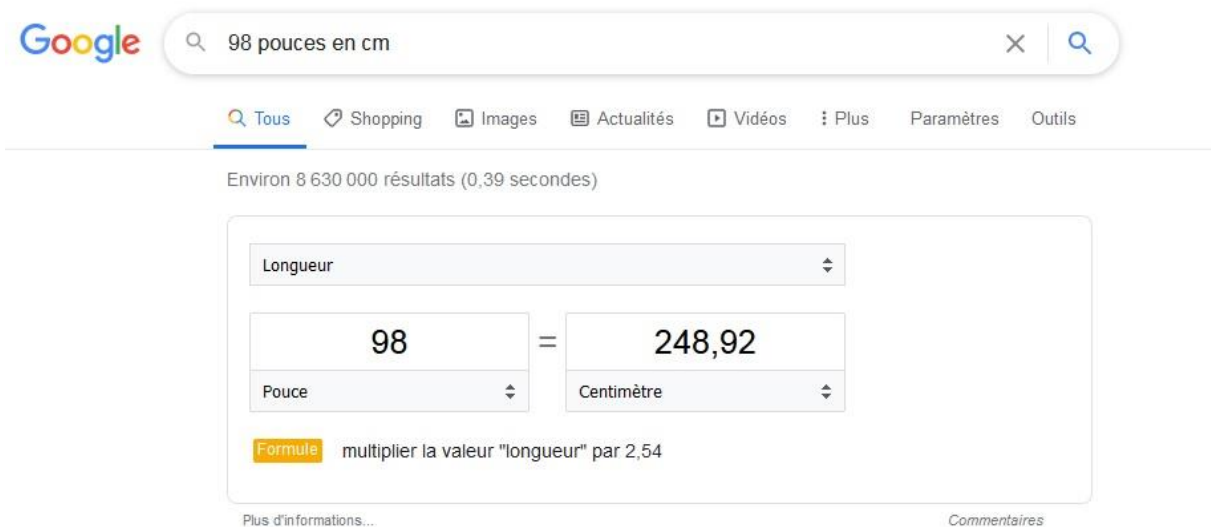 Google 98 pouces en cm
Tous Shopping Images Actualités Vidéos Plus Paramètres Outils
Environ 8 630 000 résultats (0,39 secondes)
Longueur
98 = 248,92
Pouce Centimètre
Formule multiplier la valeur "longueur" par 2,54
Plus d'informations... Commentaires